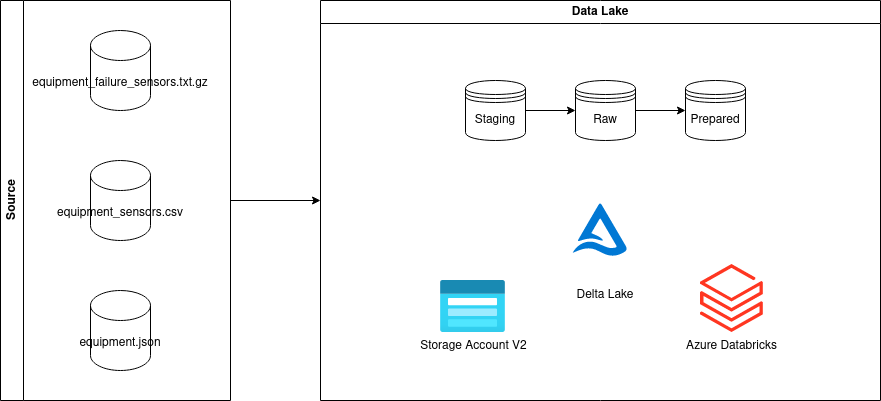 Source
equipment_failure_sensors.txt.gz
equipment_sensors.csv
equipment.json
Data Lake
Staging
Raw
Prepared
Delta Lake
Storage Account V2
Azure Databricks